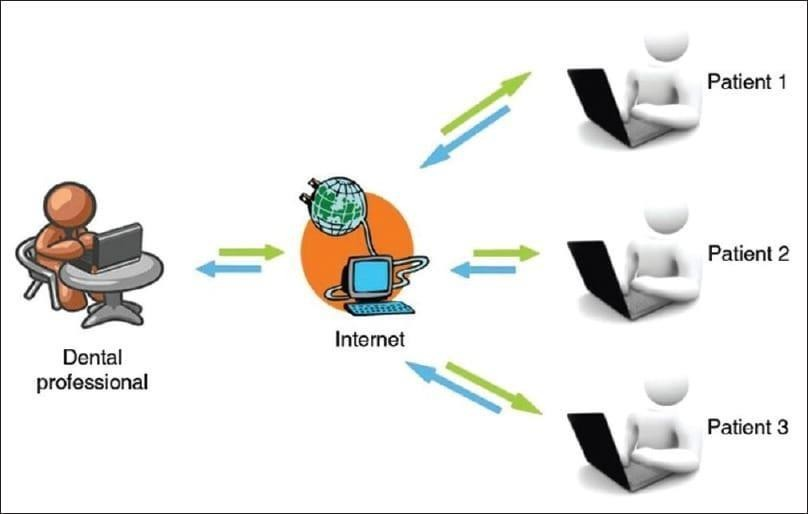 Patient 1
Patient 2
Internet
Dental
professional
Patient 3